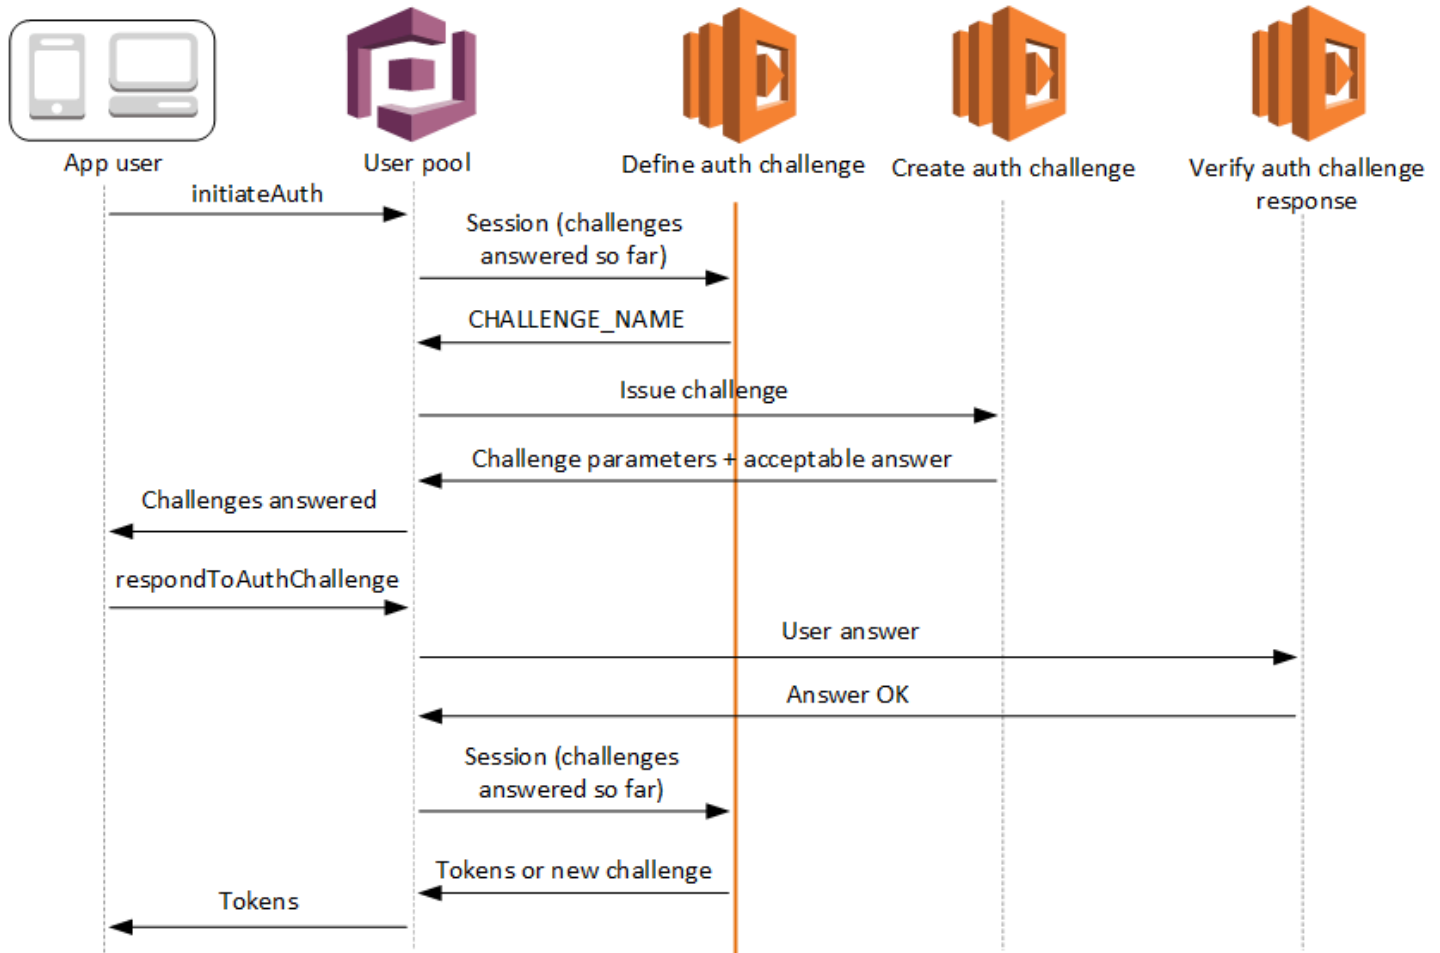 App user
User pool
Define auth challenge
Create auth challenge
Verify auth challenge
response
initiateAuth
Session (challenges
answered so far)
CHALLENGE_NAME
Issue challenge
Challenge parameters + acceptable answer
Challenges answered
respondToAuthChallenge
User answer
Answer OK
Session (challenges
answered so far)
Tokens or new challenge
Tokens